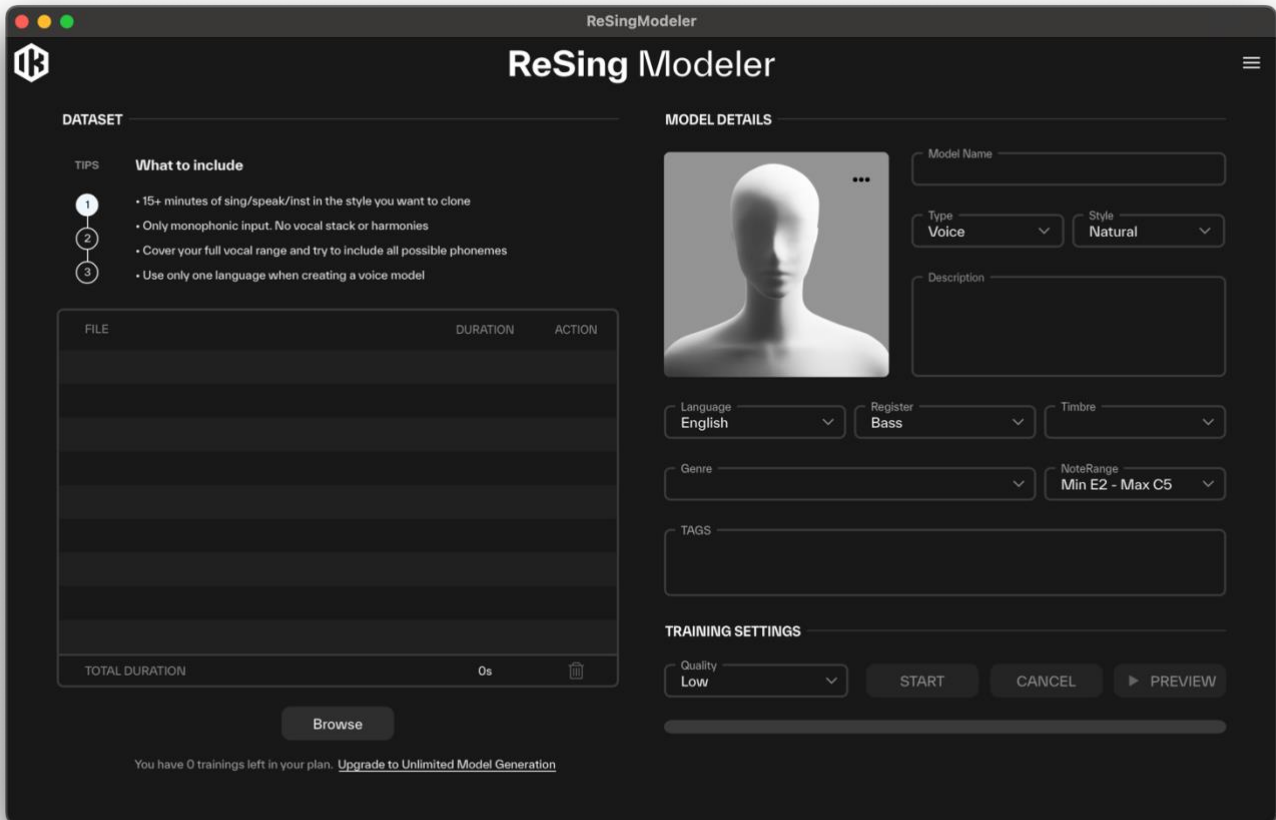 ReSingModeler
ReSing Modeler
DATASET
TIPS
What to include
1
• 15+ minutes of sing/speak/inst in the style you want to clone
2
• Only monophonic input. No vocal stack or harmonies
• Cover your full vocal range and try to include all possible phonemes
3
• Use only one language when creating a voice model
FILE DURATION ACTION
TOTAL DURATION 0s
Browse
You have 0 trainings left in your plan. Upgrade to Unlimited Model Generation
MODEL DETAILS
Model Name
Type
Voice
Style
Natural
Description
Language
English
Register
Bass
Timbre
Genre
NoteRange
Min E2 - Max C5
TAGS
TRAINING SETTINGS
Quality
Low
START
CANCEL
PREVIEW